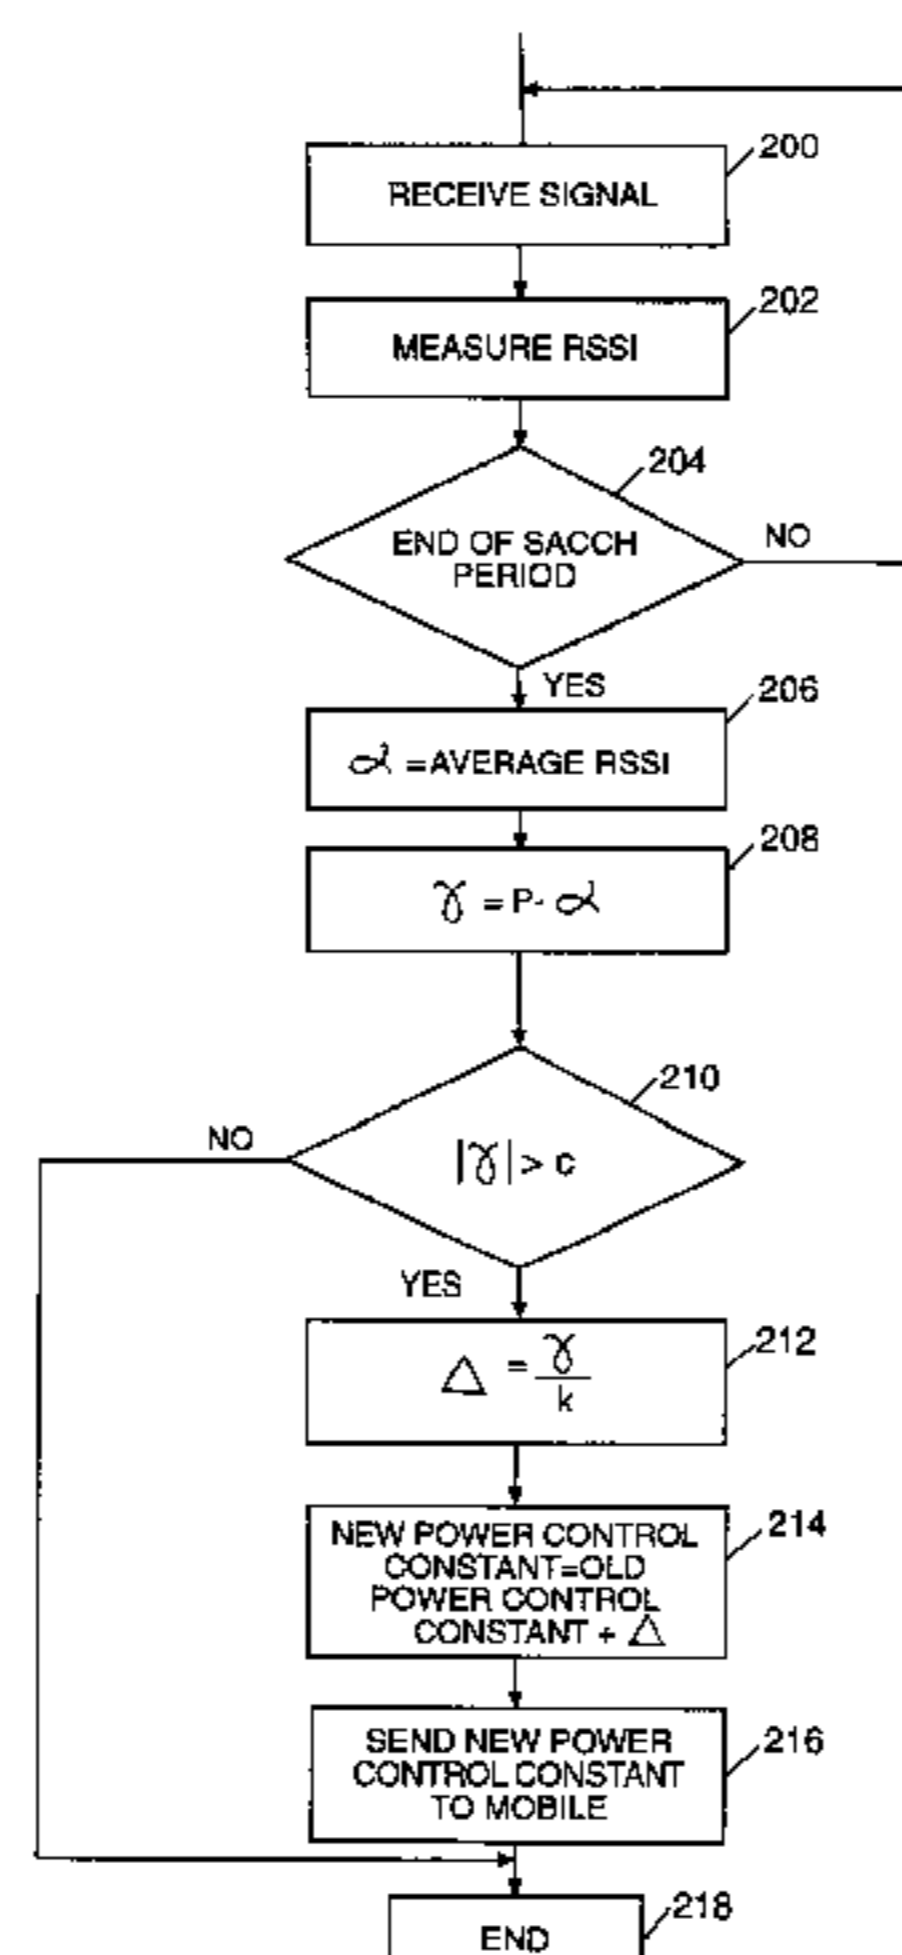 200
RECEIVE SIGNAL
202
MEASURE RSSI
204
END OF SACCH
PERIOD
NO
YES
206
α =AVERAGE RSSI
208
γ = P- α
210
NO
|γ| > c
YES
212
Δ = γ
k
214
NEW POWER CONTROL
CONSTANT=OLD
POWER CONTROL
CONSTANT + Δ
216
SEND NEW POWER
CONTROL CONSTANT
TO MOBILE
218
END